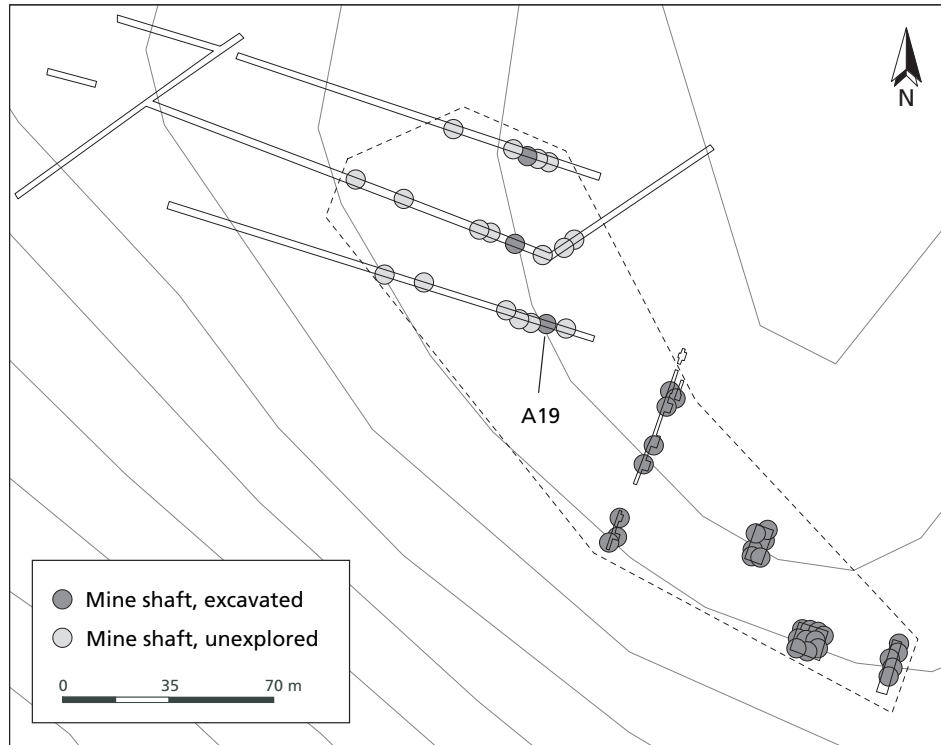 N
A19
Mine shaft, excavated
Mine shaft, unexplored
0 35 70 m